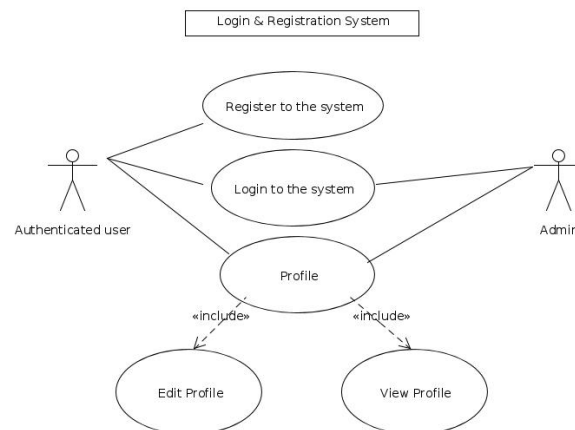 Login & Registration System
Register to the system
Login to the system
Authenticated user
Admin
Profile
«include»
«include»
Edit Profile
View Profile